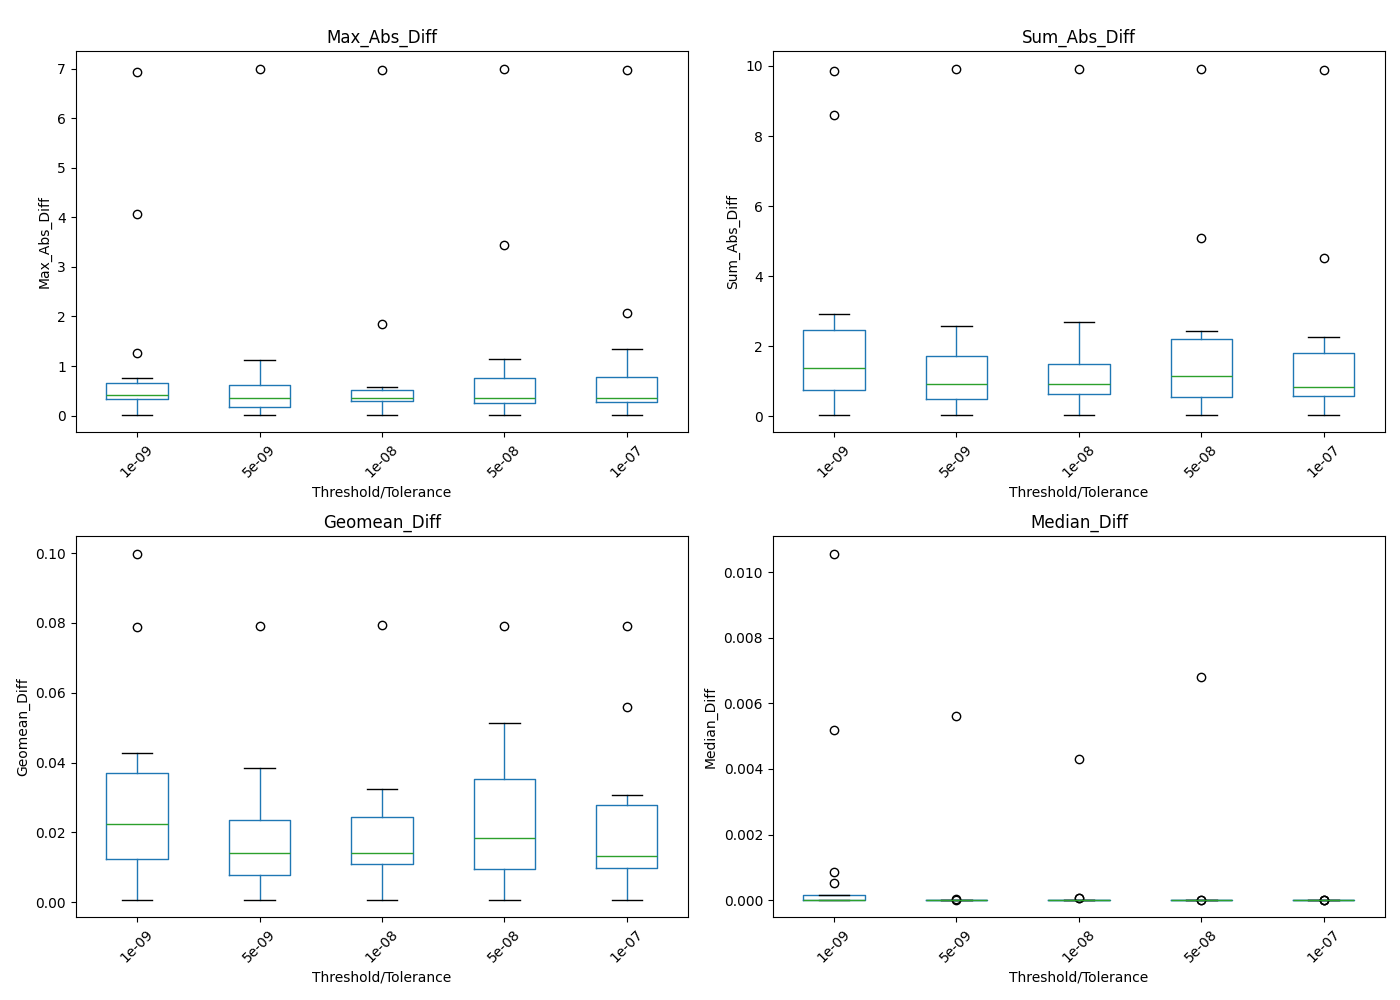 Max_Abs_Diff
Max_Abs_Diff
7
6
5
4
3
2
1
0
1e-09
5e-09
1e-08
5e-08
1e-07
Threshold/Tolerance
Sum_Abs_Diff
Sum_Abs_Diff
10
8
6
4
2
0
1e-09
5e-09
1e-08
5e-08
1e-07
Threshold/Tolerance
Geomean_Diff
Geomean_Diff
0.10
0.08
0.06
0.04
0.02
0.00
1e-09
5e-09
1e-08
5e-08
1e-07
Threshold/Tolerance
Median_Diff
Median_Diff
0.010
0.008
0.006
0.004
0.002
0.000
1e-09
5e-09
1e-08
5e-08
1e-07
Threshold/Tolerance